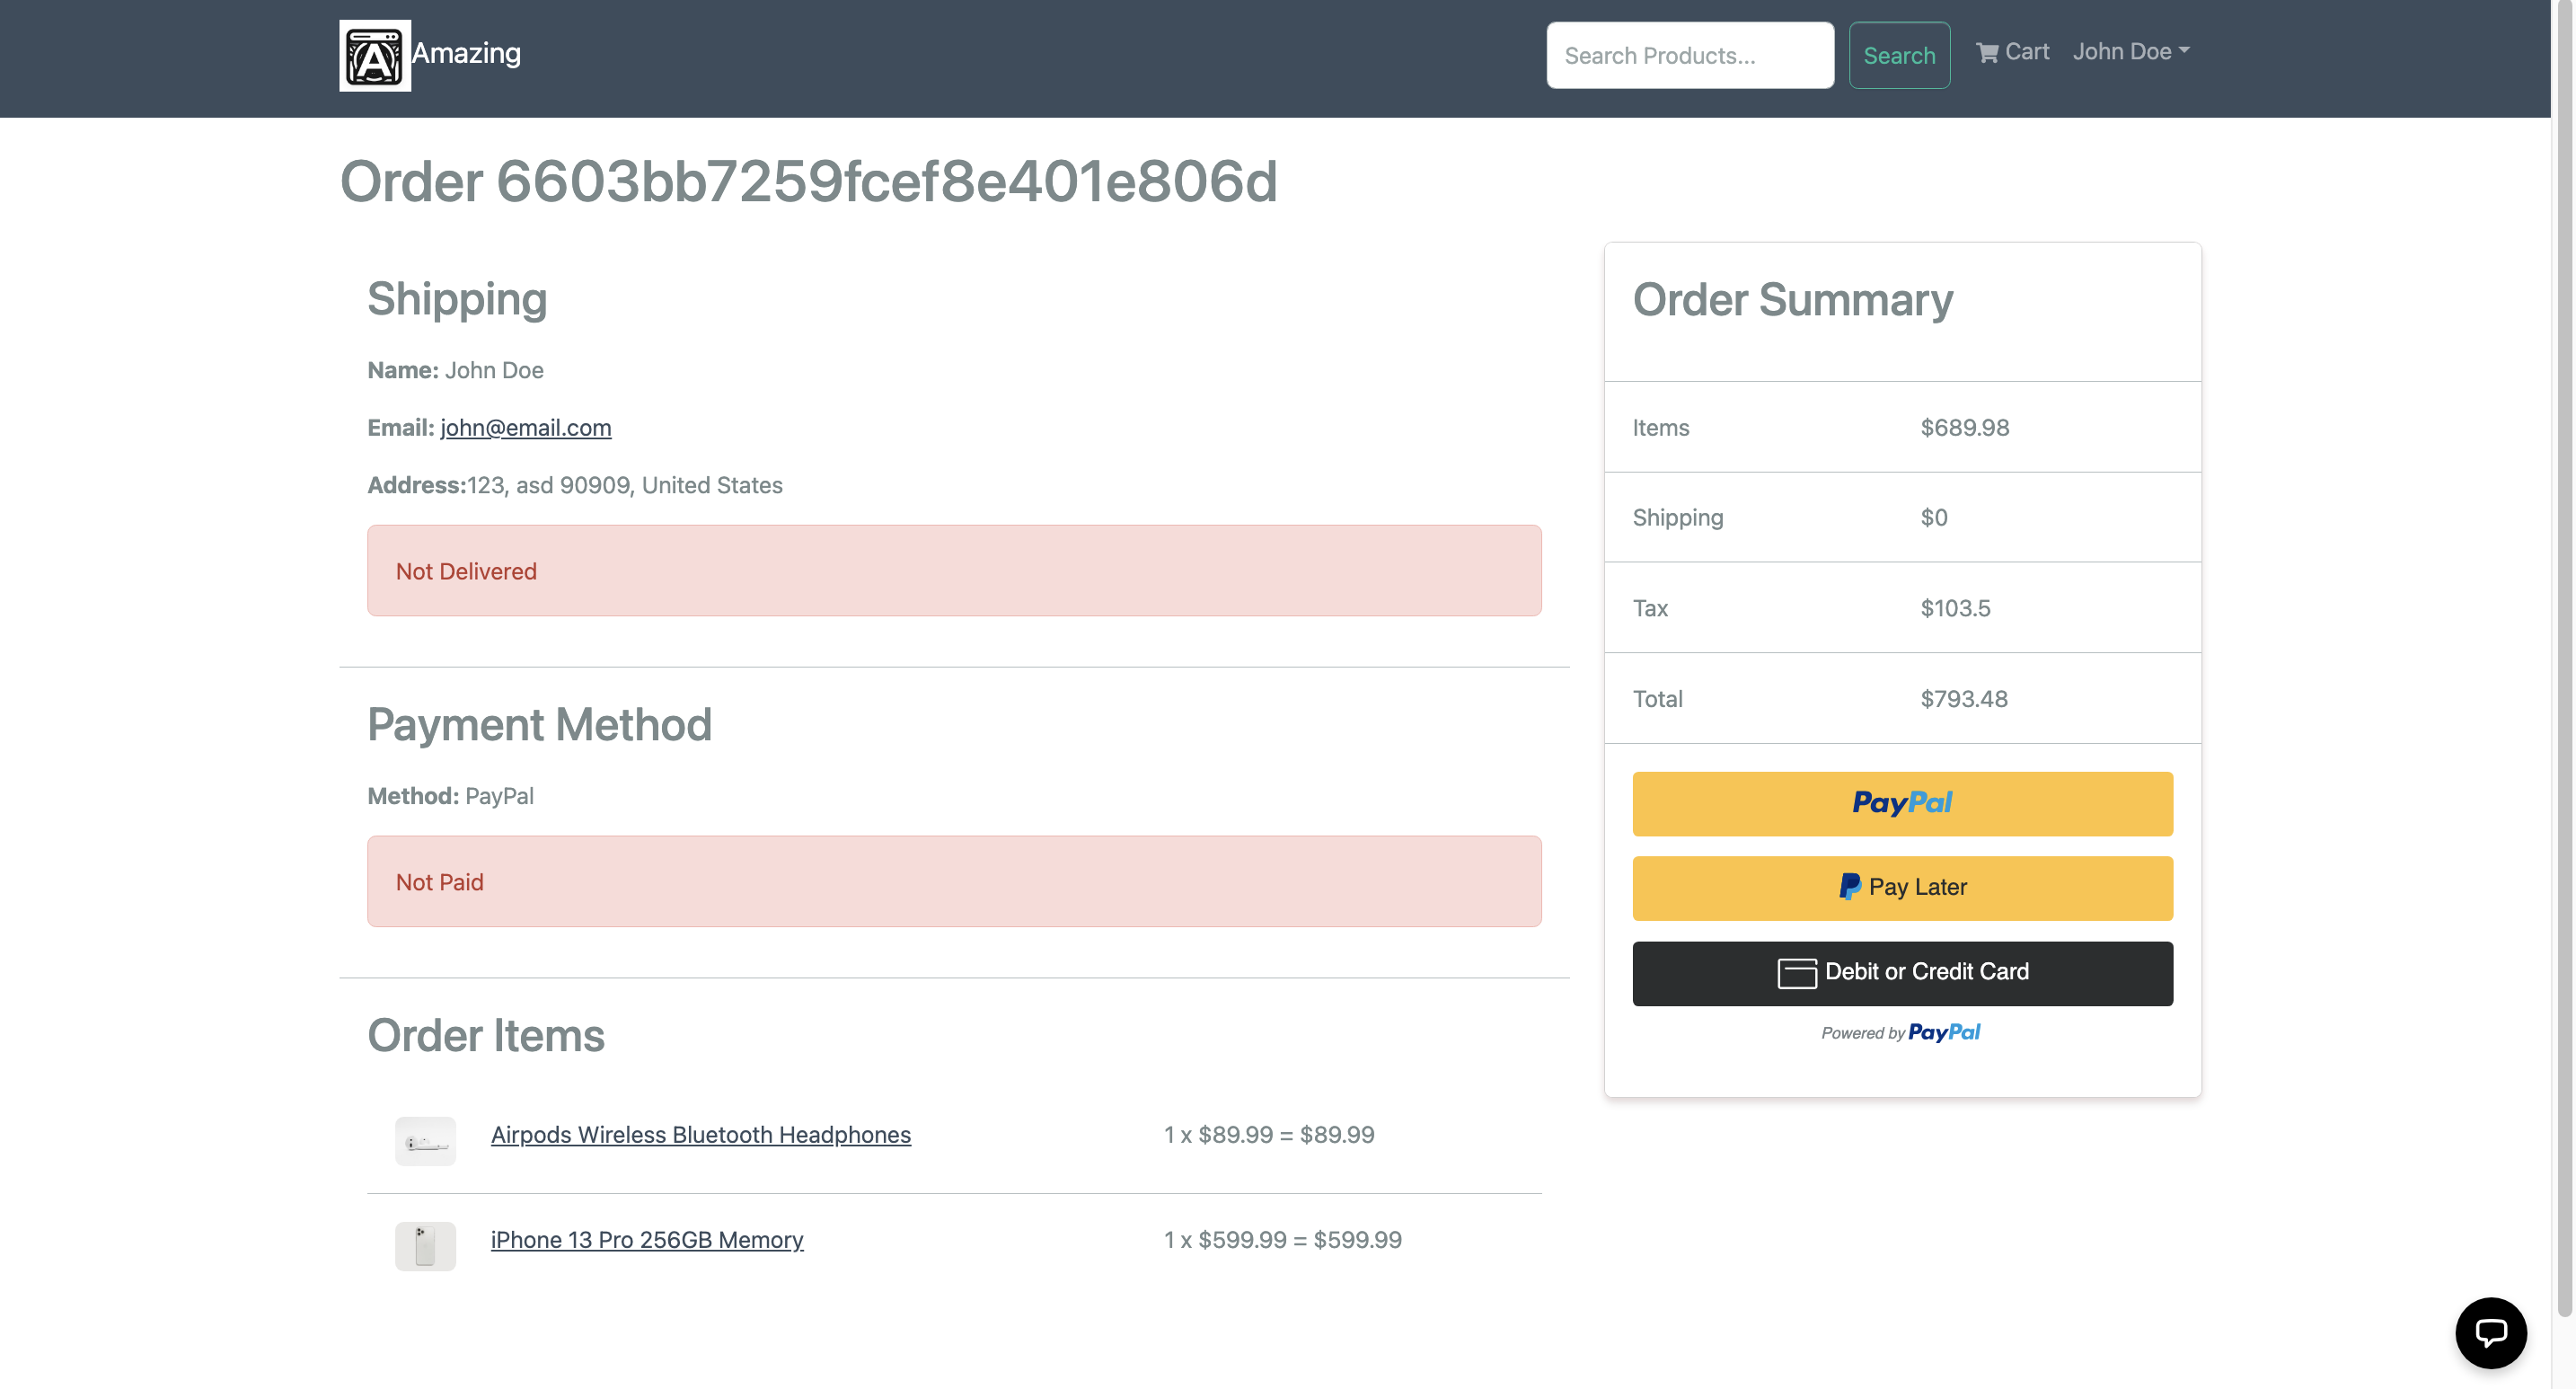 A Amazing
Search Products...
Search
Cart
John Doe
Order 6603bb7259fcef8e401e806d
Shipping
Name: John Doe
Email: john@email.com
Address:123, asd 90909, United States
Not Delivered
Payment Method
Method: PayPal
Not Paid
Order Items
Airpods Wireless Bluetooth Headphones 1 x $89.99 = $89.99
iPhone 13 Pro 256GB Memory 1 x $599.99 = $599.99
Order Summary
Items $689.98
Shipping $0
Tax $103.5
Total $793.48
PayPal
Pay Later
Debit or Credit Card
Powered by PayPal